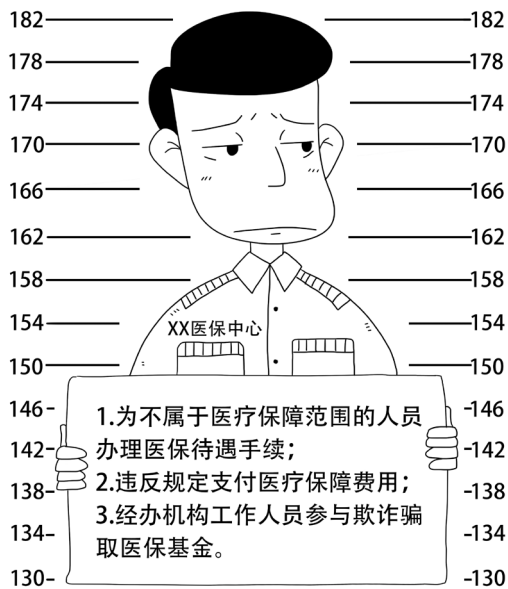 182 182
178 178
174 174
170 170
166 166
162 162
158 158
154 154
XX医保中心
150 150
146 146
1.为不属于医疗保障范围的人员
办理医保待遇手续；
142 142
2.违反规定支付医疗保障费用；
138 138
3.经办机构工作人员参与欺诈骗
134 134
取医保基金。
130 130